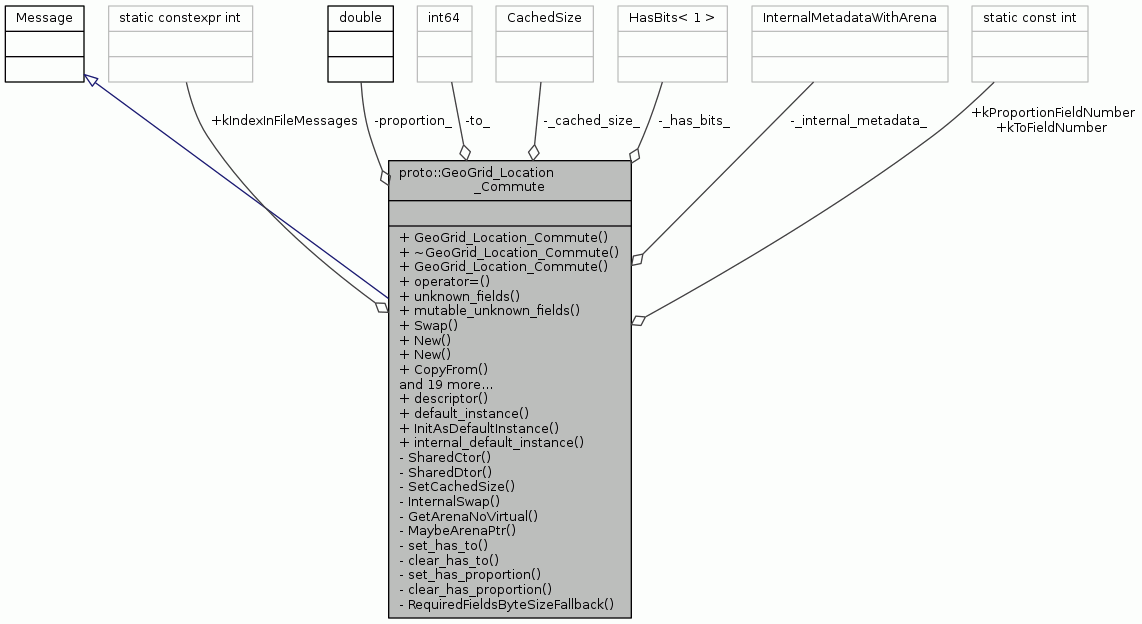 Message
static constexpr int
double
int64
CachedSize
HasBits< 1 >
InternalMetadataWithArena
static const int
+kIndexInFileMessages
-proportion_
-to_
-_cached_size_
-_has_bits_
-_internal_metadata_
+kProportionFieldNumber
+kToFieldNumber
proto::GeoGrid_Location
_Commute
+ GeoGrid_Location_Commute()
+ ~GeoGrid_Location_Commute()
+ GeoGrid_Location_Commute()
+ operator=()
+ unknown_fields()
+ mutable_unknown_fields()
+ Swap()
+ New()
+ New()
+ CopyFrom()
and 19 more...
+ descriptor()
+ default_instance()
+ InitAsDefaultInstance()
+ internal_default_instance()
- SharedCtor()
- SharedDtor()
- SetCachedSize()
- InternalSwap()
- GetArenaNoVirtual()
- MaybeArenaPtr()
- set_has_to()
- clear_has_to()
- set_has_proportion()
- clear_has_proportion()
- RequiredFieldsByteSizeFallback()